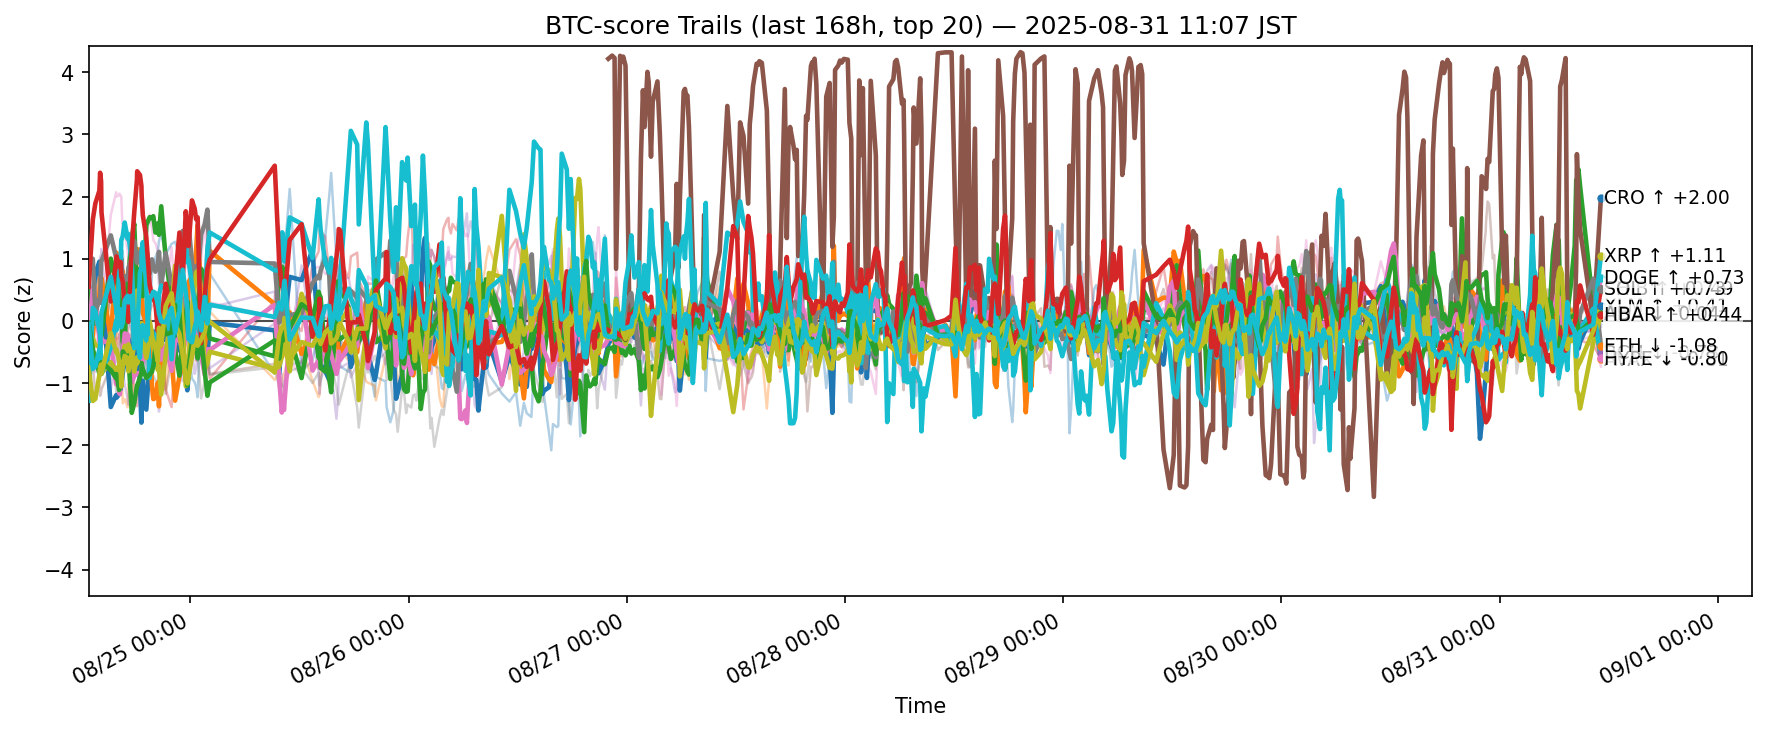 BTC-score Trails (last 168h, top 20) — 2025-08-31 11:07 JST
Score (z)
4
3
2
1
0
−1
−2
−3
−4
CRO ↑ +2.00
XRP ↑ +1.11
DOGE ↑ +0.73
SOL
XLM ↑
HBAR ↑ +0.44
ETH ↓ -1.08
HYPE ↓ -0.80
08/25 00:00
08/26 00:00
08/27 00:00
08/28 00:00
08/29 00:00
08/30 00:00
08/31 00:00
09/01 00:00
Time